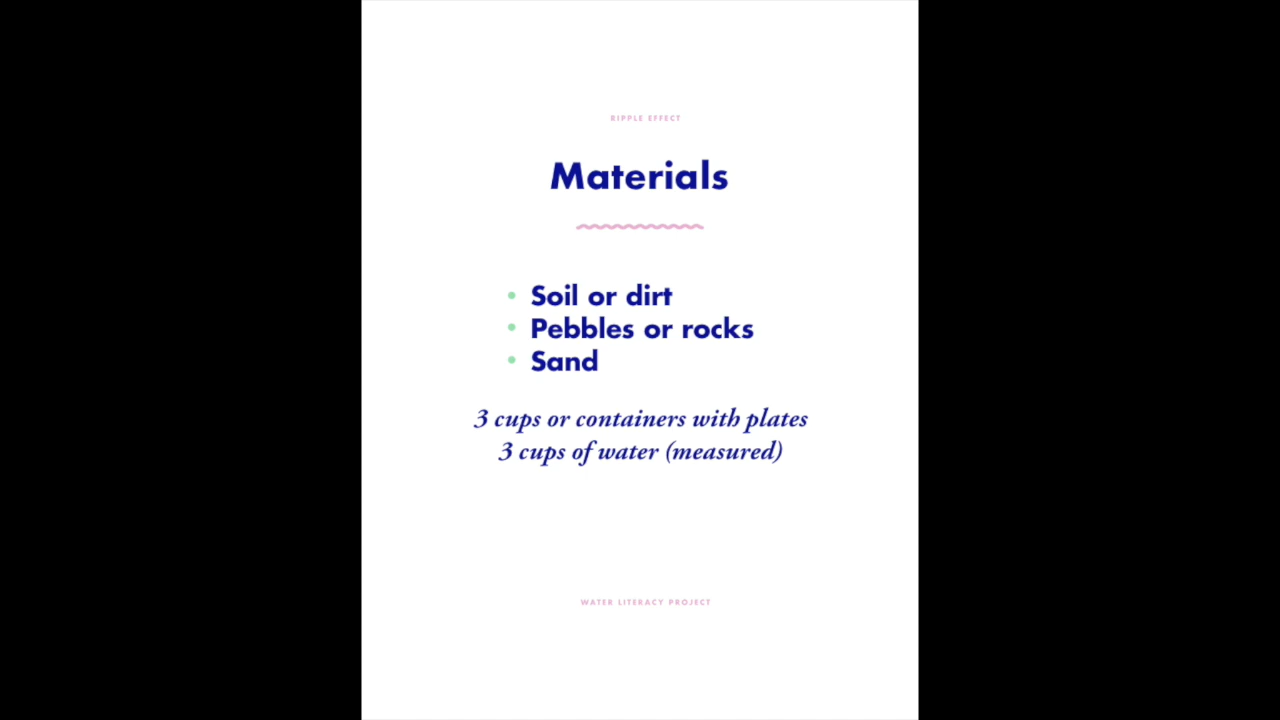 RIPPLE EFFECT
Materials
• Soil or dirt
• Pebbles or rocks
• Sand
3 cups or containers with plates
3 cups of water (measured)
WATER LITERACY PROJECT